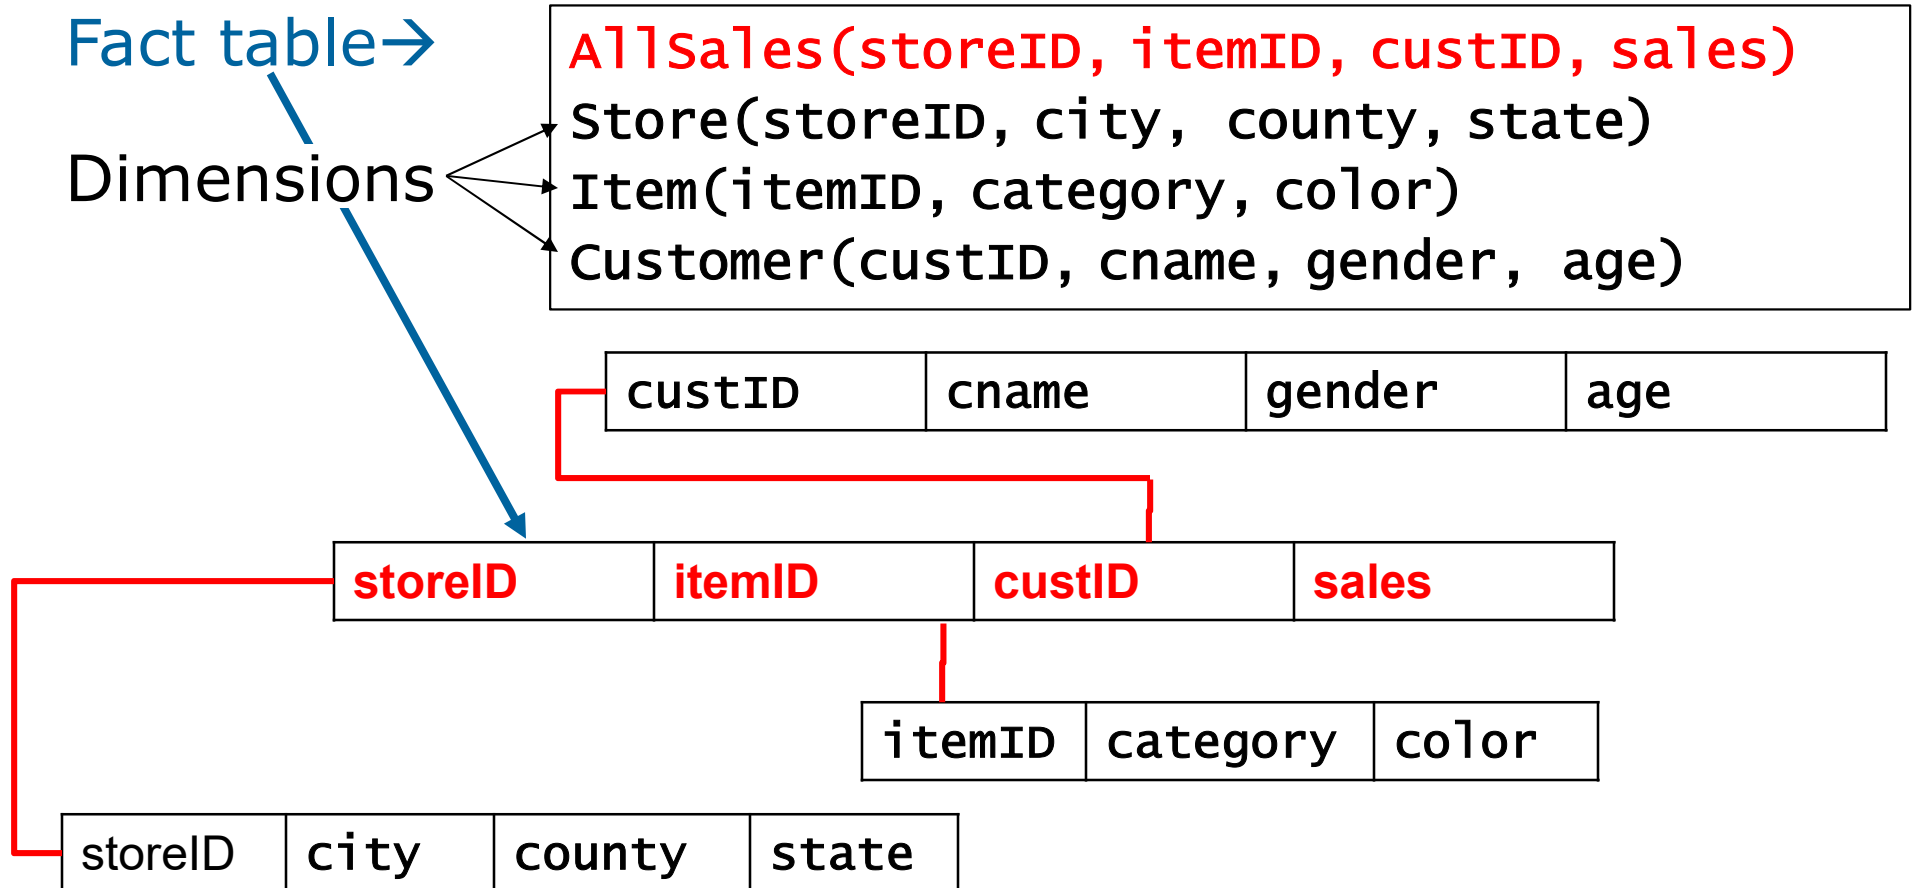 Fact table→
AllSales(storeID, itemID, custID, sales)
Store(storeID, city, county, state)
Dimensions
Item(itemID, category, color)
Customer(custID, cname, gender, age)
custID cname gender age
storeID itemID custID sales
itemID category color
storeID city county state